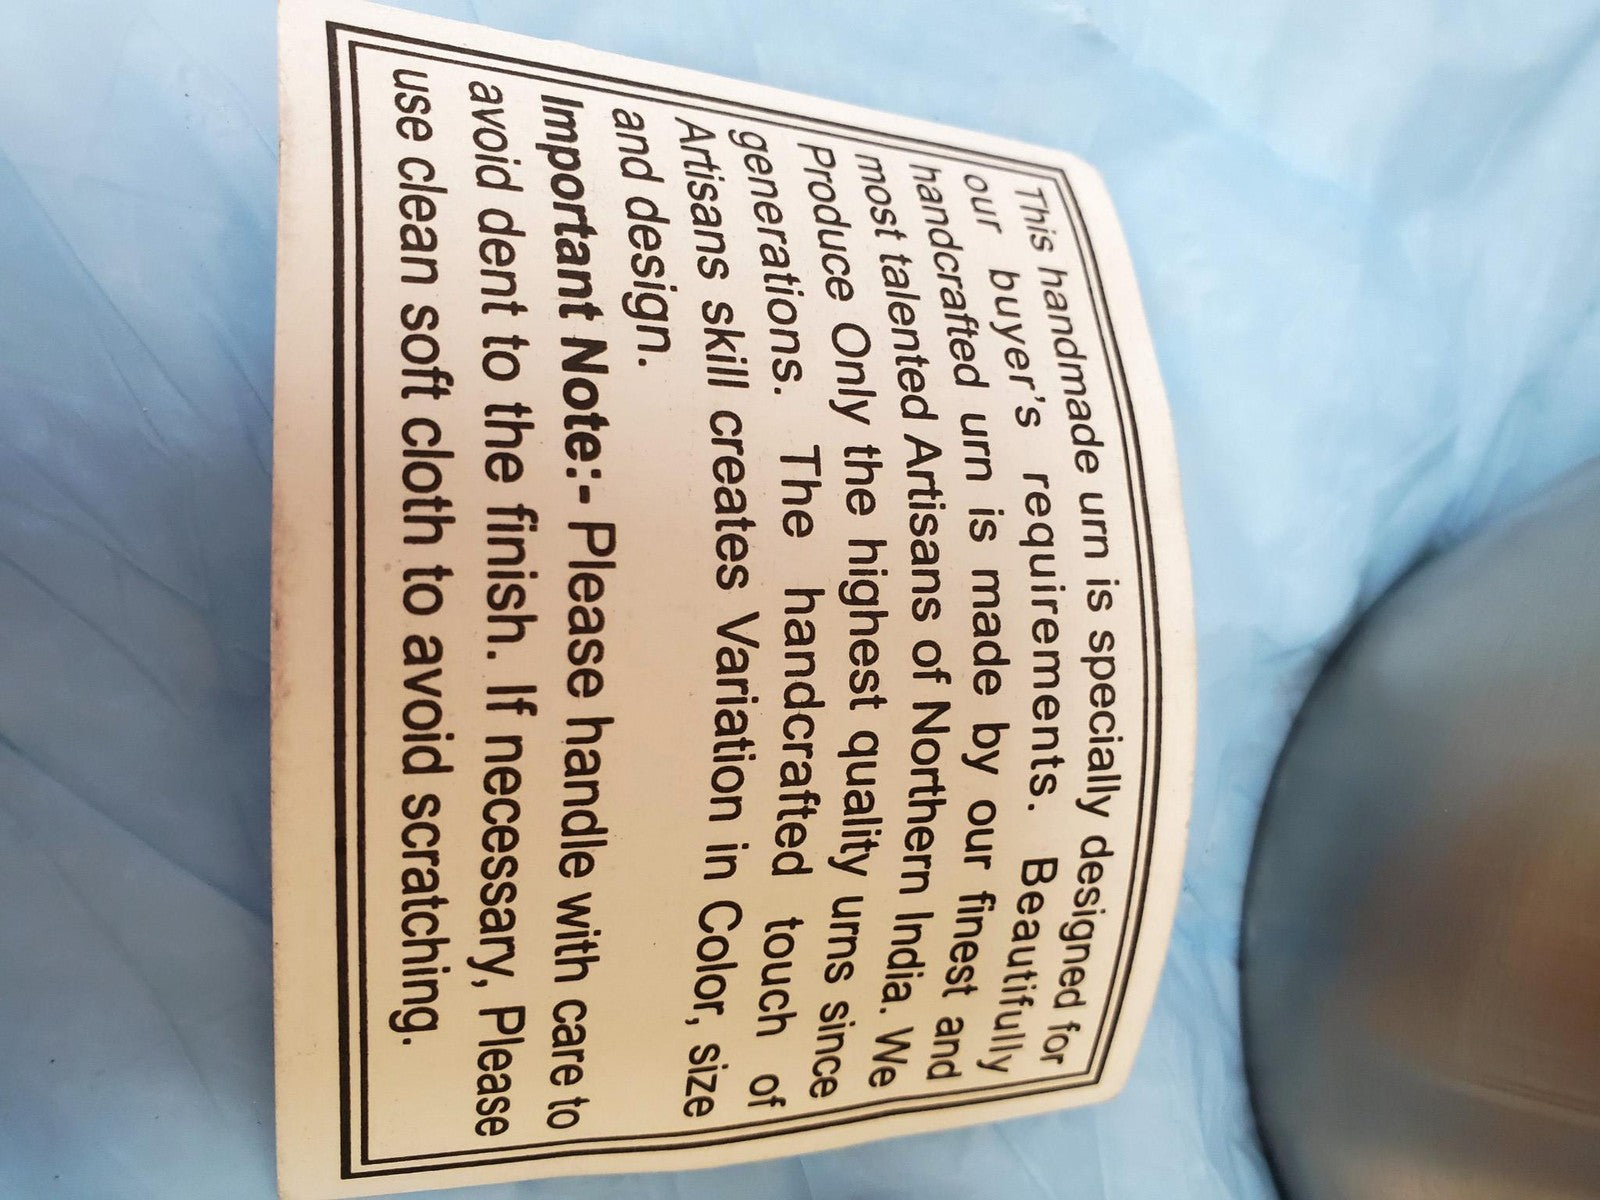 This handmade urn is specially designed for
our buyer's requirements. Beautifully
handcrafted urn is made by our finest and
most talented Artisans of Northern India. We
Produce Only the highest quality urns since
generations. The handcrafted touch of
Artisans skill creates Variation in Color, size
and design.
Important Note:- Please handle with care to
avoid dent to the finish. If necessary, Please
use clean soft cloth to avoid scratching.